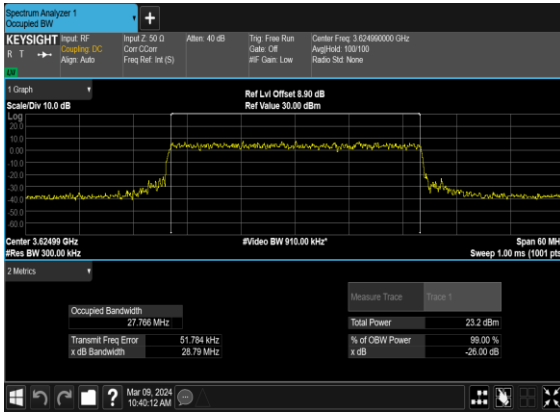 Spectrum Analyzer 1
Occupied BW
KEYSIGHT
R T
LW
Input: RF
Coupling: DC
Align: Auto
Input Z: 50 Ω
Corr CCorr
Freq Ref: Int (S)
Atten: 40 dB
Trig: Free Run
Gate: Off
#IF Gain: Low
Center Freq: 3.624990000 GHz
Avg|Hold: 100/100
Radio Std: None
1 Graph
Scale/Div 10.0 dB
Ref Lvl Offset 8.90 dB
Ref Value 30.00 dBm
Log
20.0
10.0
0.00
-10.0
-20.0
-30.0
-40.0
-50.0
-60.0
Center 3.62499 GHz
#Res BW 300.00 kHz
#Video BW 910.00 kHz*
Span 60 MH
Sweep 1.00 ms (1001 pts
2 Metrics
Measure Trace
Trace 1
Occupied Bandwidth
27.766 MHz
Total Power
23.2 dBm
Transmit Freq Error
51.784 kHz
% of OBW Power
99.00 %
x dB Bandwidth
28.79 MHz
x dB
-26.00 dB
Mar 09, 2024
10:40:12 AM